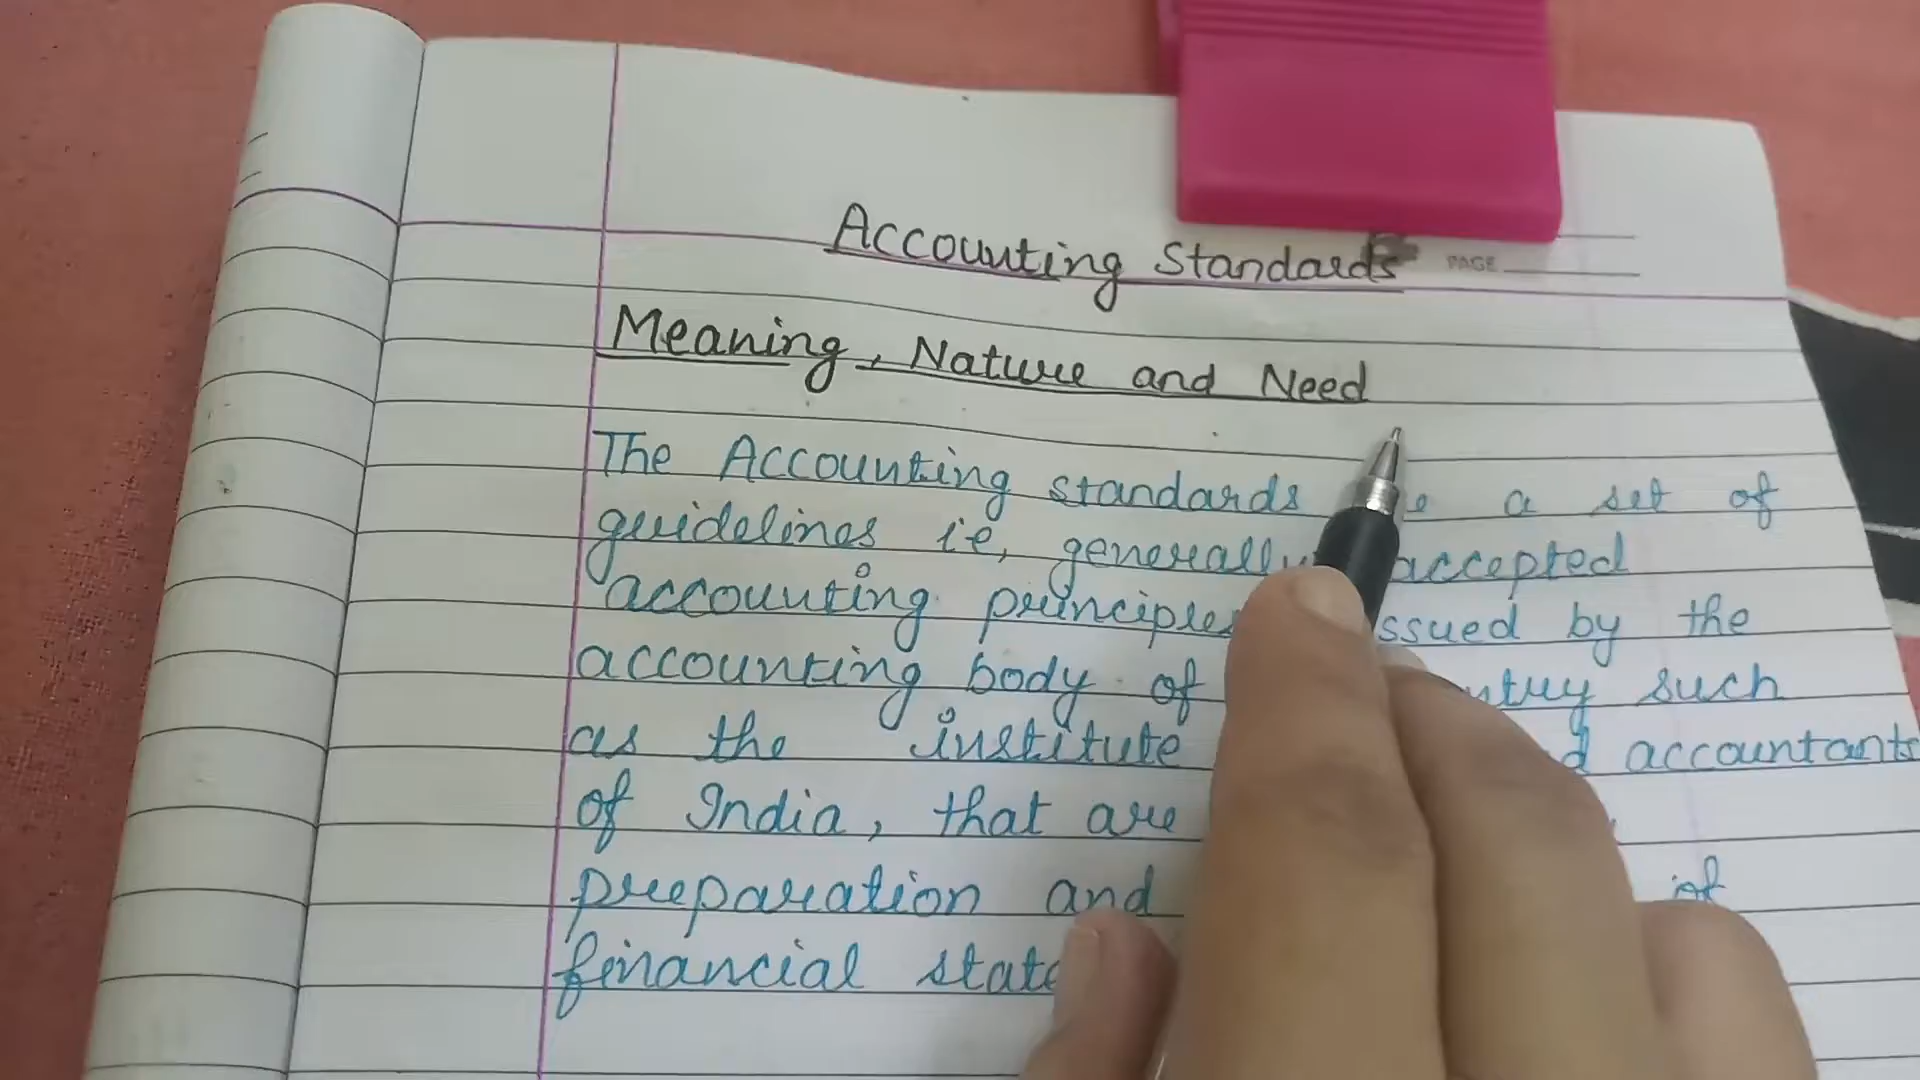 Accounting Standards
PAGE
Meaning, Nature and Need
The Accounting standards a set of
guidelines ie, generally accepted
accounting principles issued by the
accounting body of such
as the institute accountants
of India, that are
preparation and of
financial